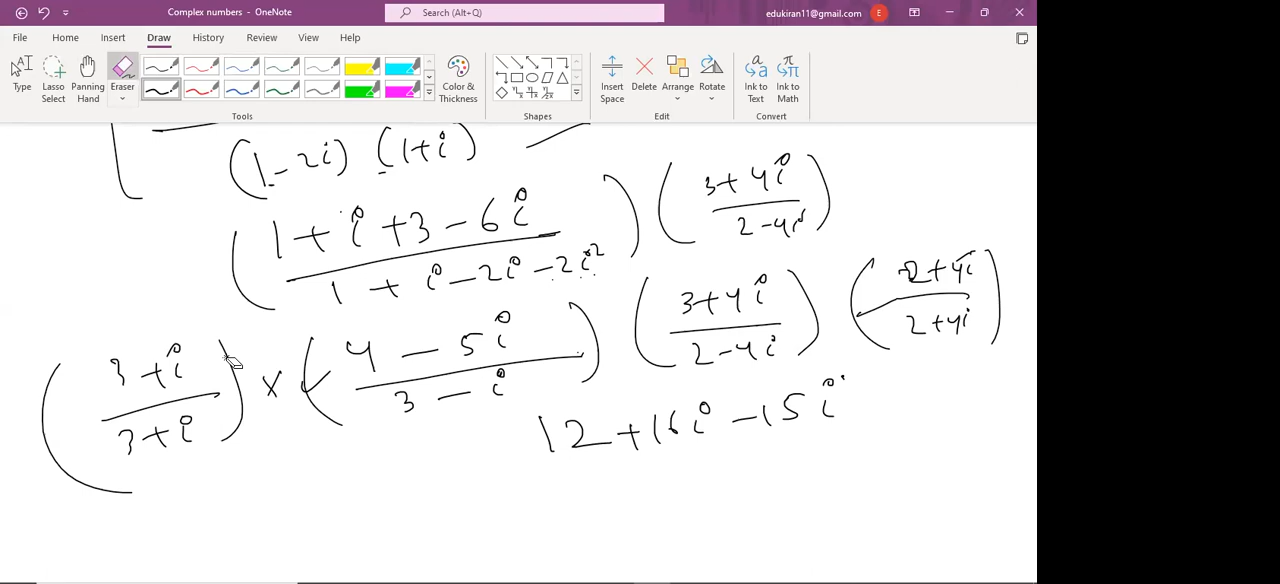 Complex numbers - OneNote
Search (Alt+Q)
edukiran11@gmail.com
E
File Home Insert Draw History Review View Help
Type
Lasso Select
Panning Hand
Eraser
Color & Thickness
Insert Space
Delete
Arrange
Rotate
Ink to Text
Ink to Math
Tools
Shapes
Edit
Convert
(1-2i) (1+i)
(1+i+3-6i / 1+i-2i-2i²) (3+4i / 2-4i)
(3+i / 3+i) × (4-5i / 3-i) (3+4i / 2-4i) (2+4i / 2+4i)
12+16i-15i